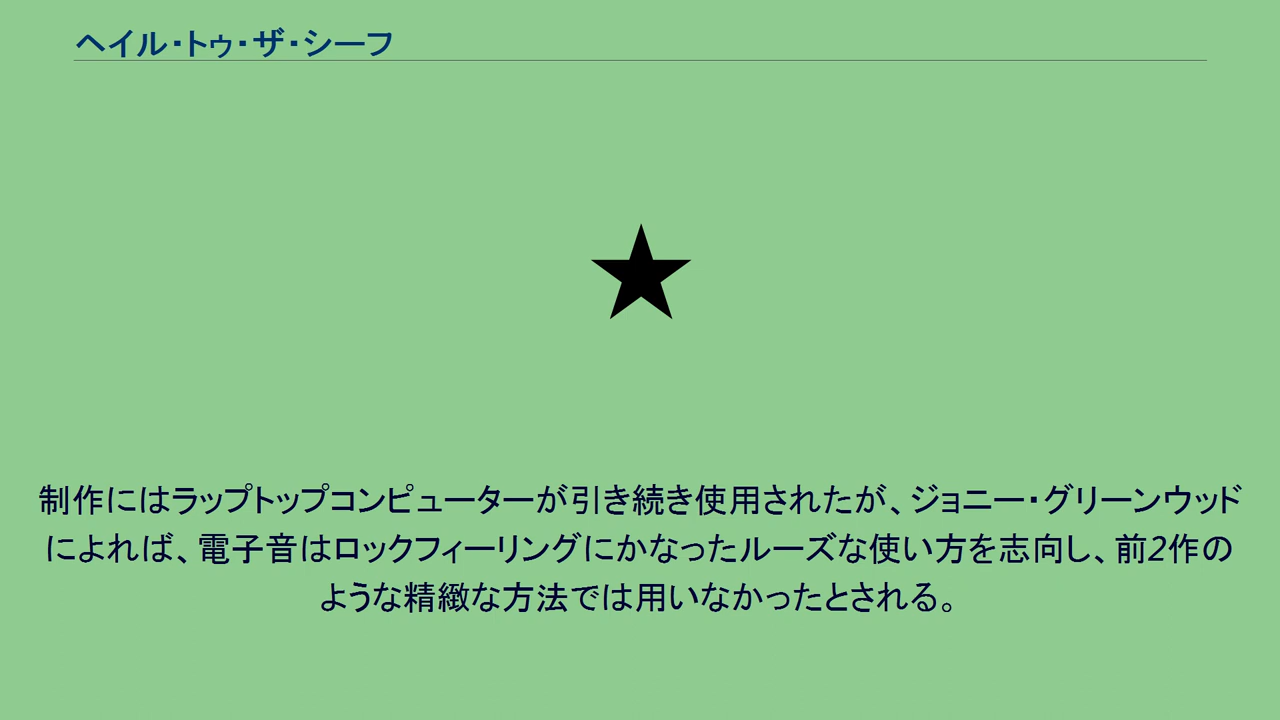 ヘイル・トゥ・ザ・シーフ
制作にはラップトップコンピューターが引き続き使用されたが、ジョニー・グリーンウッド
によれば、電子音はロックフィーリングにかなったルーズな使い方を志向し、前2作の
ような精緻な方法では用いなかったとされる。